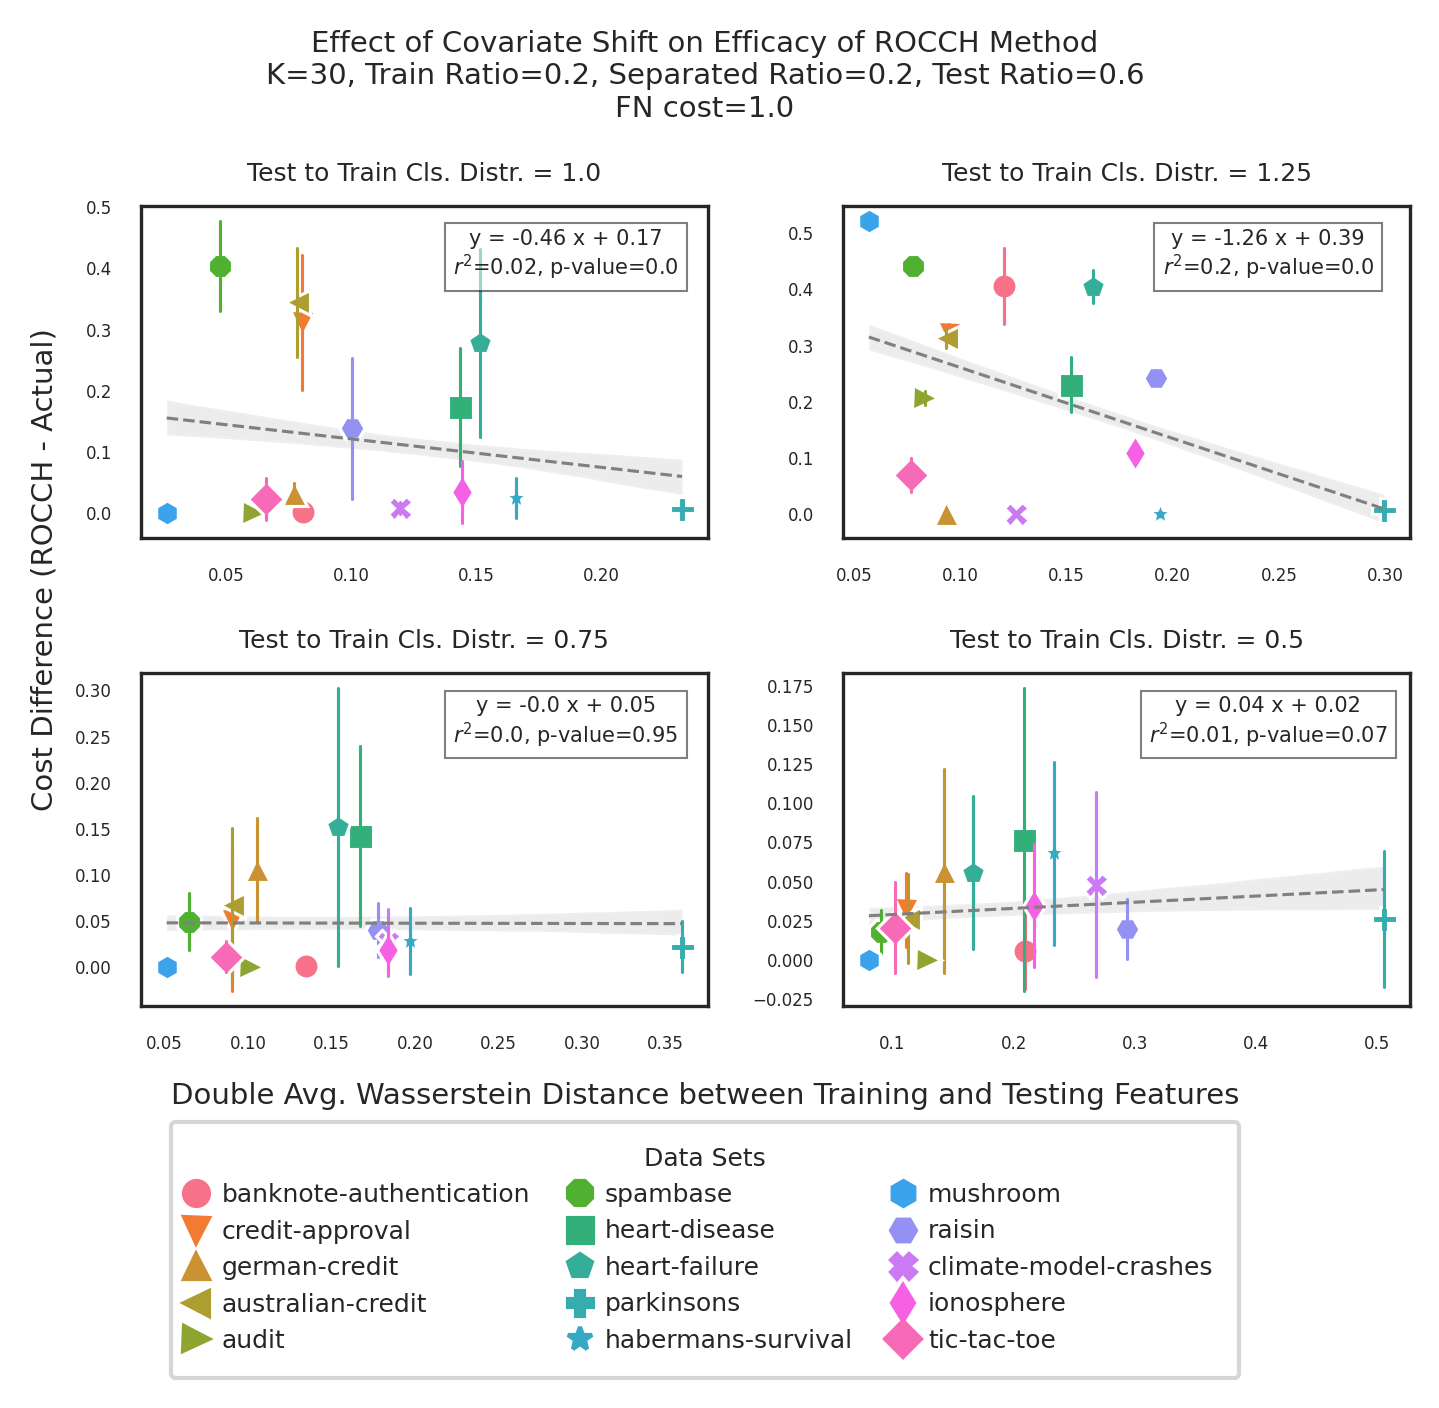 Effect of Covariate Shift on Efficacy of ROCCH Method
K=30, Train Ratio=0.2, Separated Ratio=0.2, Test Ratio=0.6
FN cost=1.0
Cost Difference (ROCCH - Actual)
Test to Train Cls. Distr. = 1.0
y = -0.46 x + 0.17
r²=0.02, p-value=0.0
0.5
0.4
0.3
0.2
0.1
0.0
0.05 0.10 0.15 0.20
Test to Train Cls. Distr. = 1.25
y = -1.26 x + 0.39
r²=0.2, p-value=0.0
0.5
0.4
0.3
0.2
0.1
0.0
0.05 0.10 0.15 0.20 0.25 0.30
Test to Train Cls. Distr. = 0.75
y = -0.0 x + 0.05
r²=0.0, p-value=0.95
0.30
0.25
0.20
0.15
0.10
0.05
0.00
0.05 0.10 0.15 0.20 0.25 0.30 0.35
Test to Train Cls. Distr. = 0.5
y = 0.04 x + 0.02
r²=0.01, p-value=0.07
0.175
0.150
0.125
0.100
0.075
0.050
0.025
0.000
−0.025
0.1 0.2 0.3 0.4 0.5
Double Avg. Wasserstein Distance between Training and Testing Features
Data Sets
banknote-authentication
credit-approval
german-credit
australian-credit
audit
spambase
heart-disease
heart-failure
parkinsons
habermans-survival
mushroom
raisin
climate-model-crashes
ionosphere
tic-tac-toe